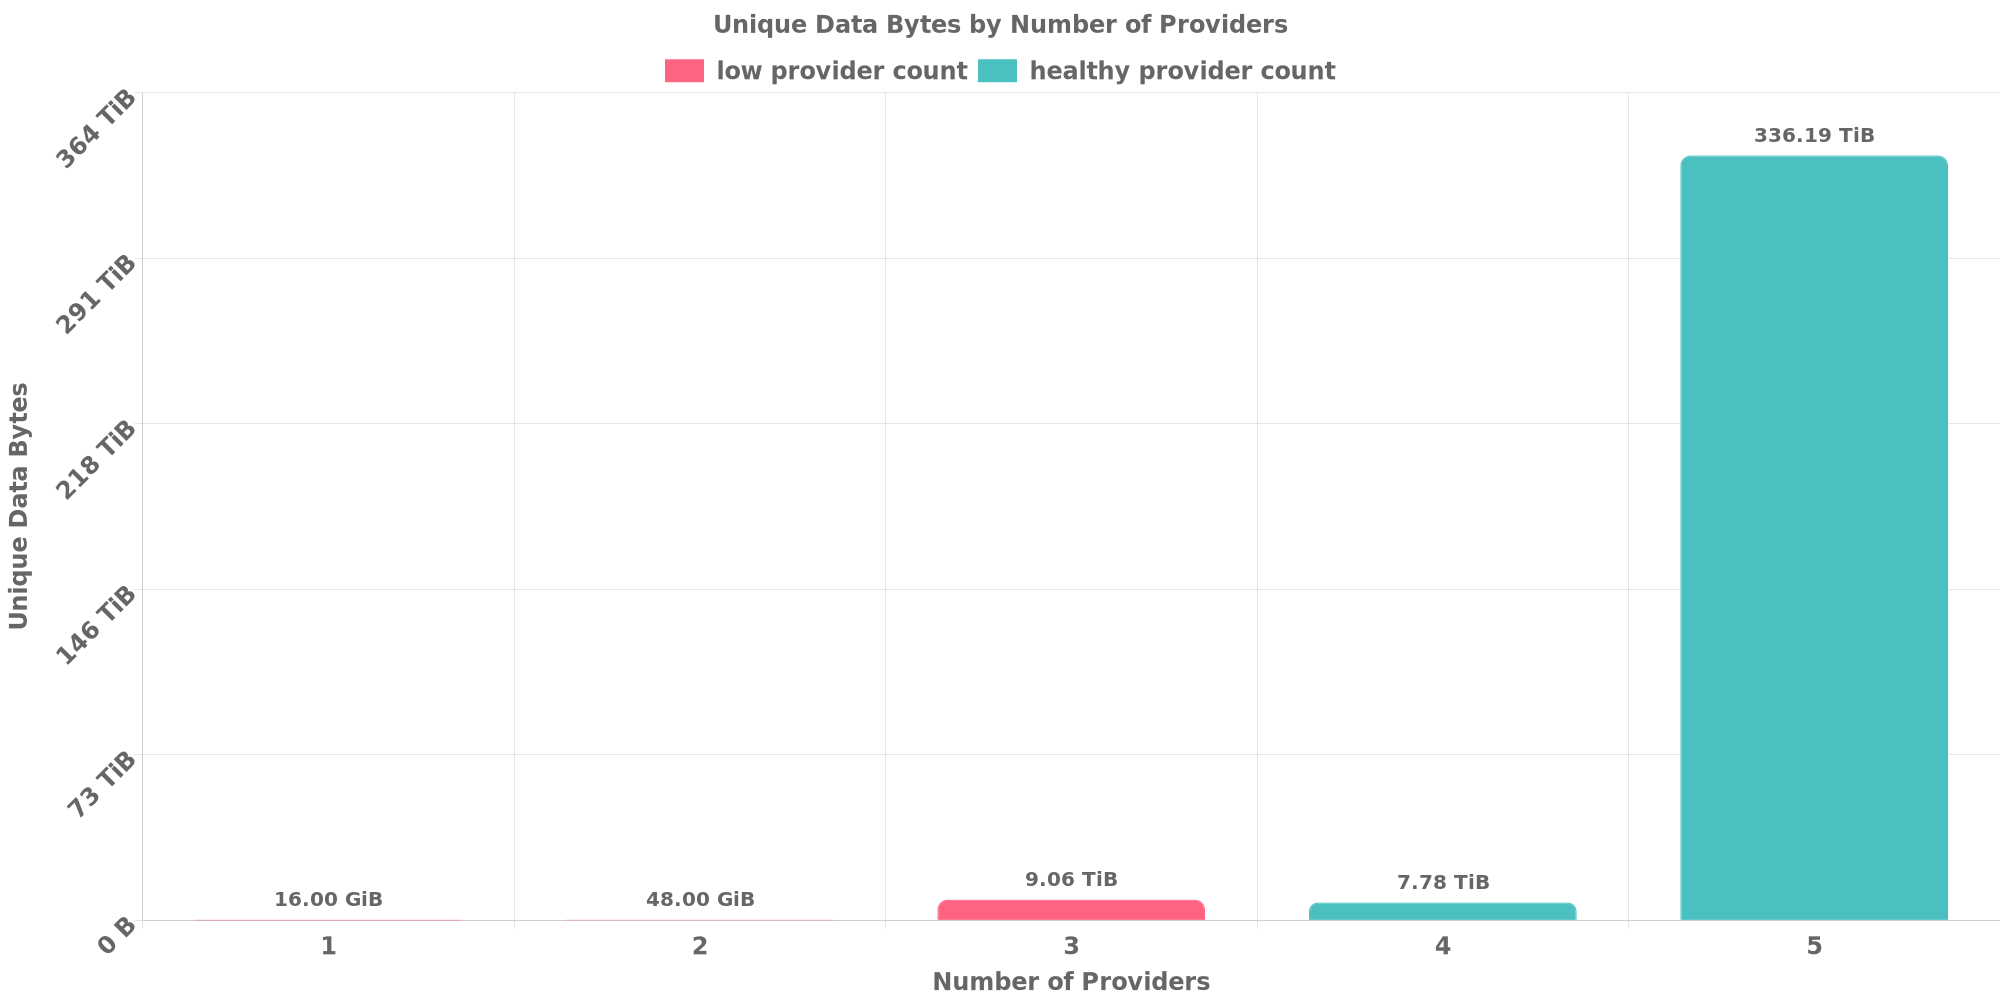 Unique Data Bytes by Number of Providers
low provider count healthy provider count
364 TiB
291 TiB
218 TiB
146 TiB
73 TiB
0 B
Unique Data Bytes
16.00 GiB
48.00 GiB
9.06 TiB
7.78 TiB
336.19 TiB
1 2 3 4 5
Number of Providers